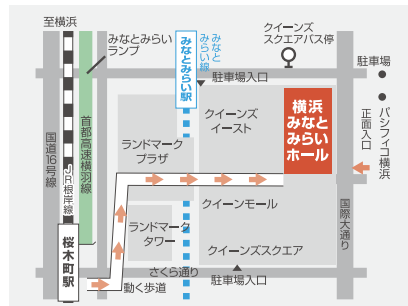 至横浜
みなとみらい
ランプ
みなと
みらい線
みなとみらい駅
クイーンズ
スクエアバス停
駐車場
駐車場入口
クイーンズ
イースト
横浜
みなと
みらい
ホール
パシフィコ横浜
正面入口
国道16号線
JR根岸線
首都高速横羽線
ランドマーク
プラザ
クイーンモール
ランドマーク
タワー
クイーンズスクエア
国際大通り
桜木町駅
さくら通り
動く歩道
駐車場入口